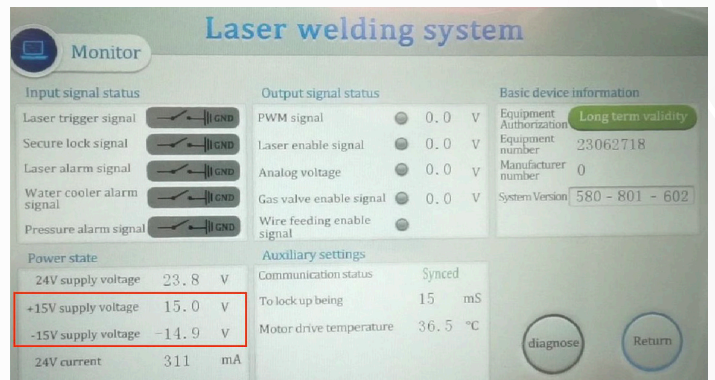 Laser welding system
Monitor
Input signal status
Laser trigger signal GND
Secure lock signal GND
Laser alarm signal GND
Water cooler alarm
signal GND
Pressure alarm signal GND
Output signal status
PWM signal 0.0 V
Laser enable signal 0.0 V
Analog voltage 0.0 V
Gas valve enable signal 0.0 V
Wire feeding enable
signal
Basic device information
Equipment
Authorization Long term validity
Equipment
number 23062718
Manufacturer
number 0
System Version 580 - 801 - 602
Power state
24V supply voltage 23.8 V
+15V supply voltage 15.0 V
-15V supply voltage -14.9 V
24V current 311 mA
Auxiliary settings
Communication status Synced
To lock up being 15 mS
Motor drive temperature 36.5 °C
diagnose
Return